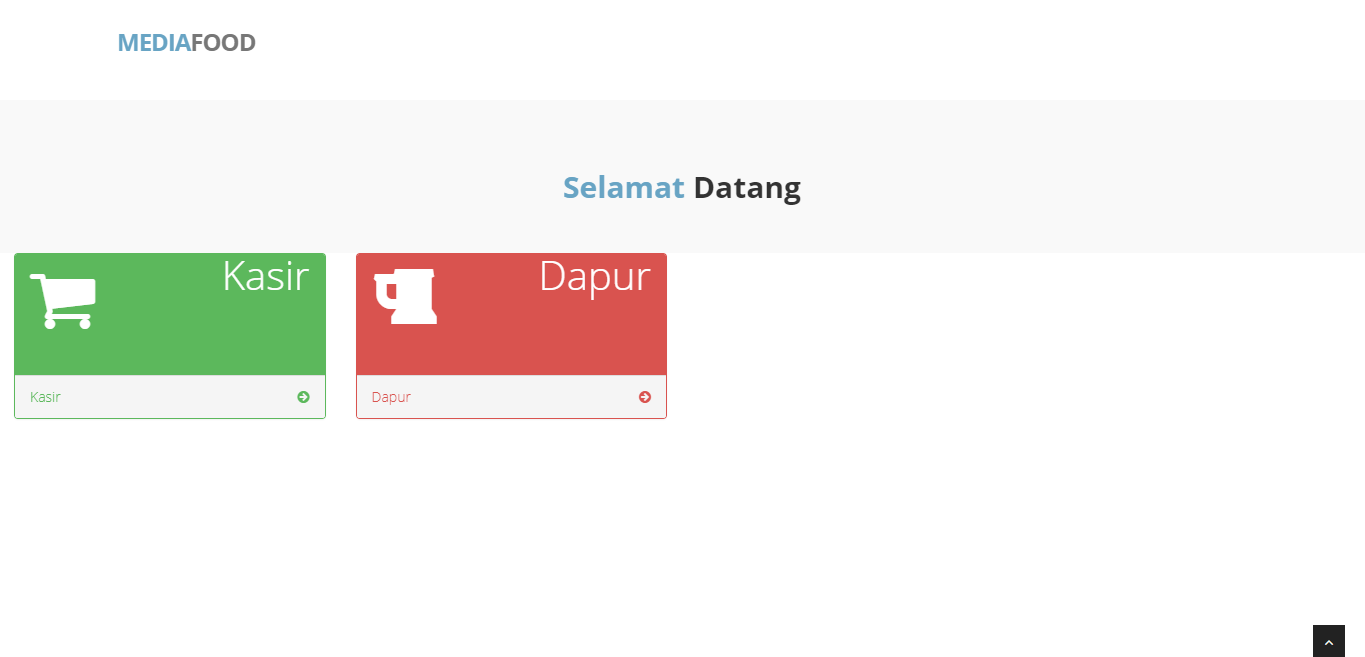 MEDIAFOOD
Selamat Datang
Kasir
Dapur
Kasir
Dapur